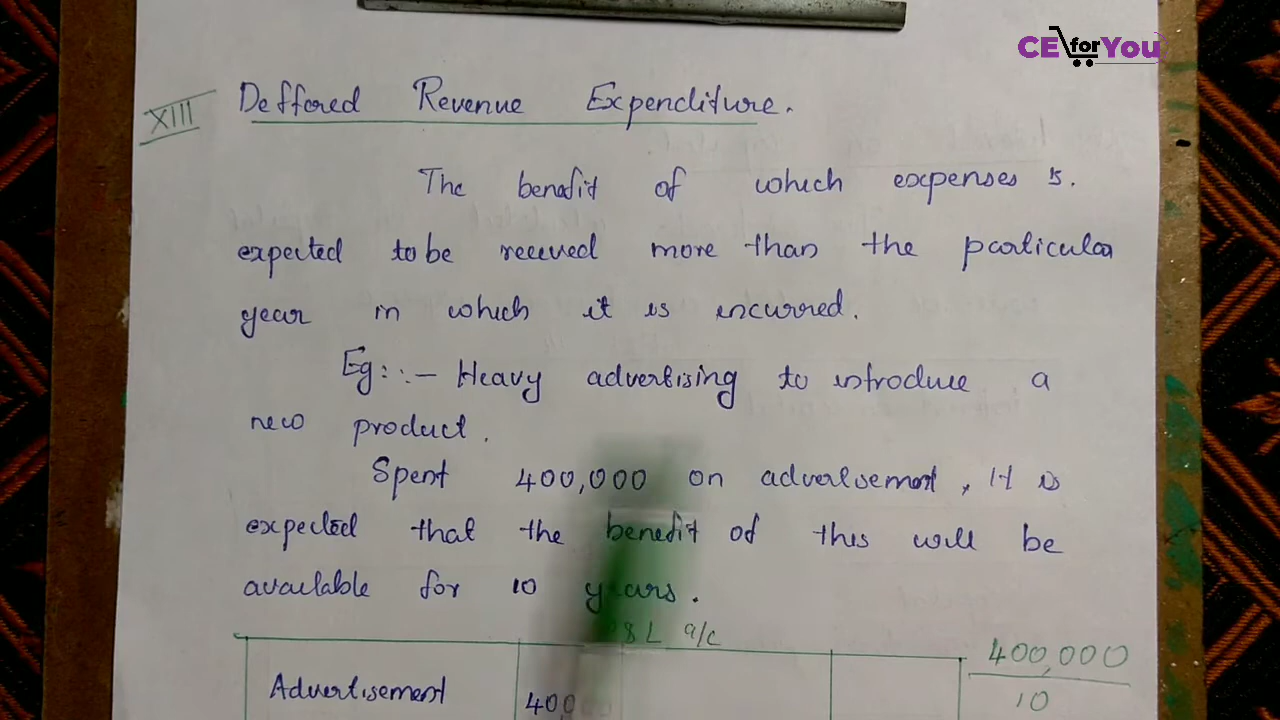 CE for You
XIII Deffored Revenue Expenditure.
The benefit of which expenses is.
expected to be received more than the particular
year in which it is incurred.
Eg:- Heavy advertising to introduce a
new product.
Spent 400,000 on advertisement, It is
expected that the benefit of this will be
available for 10 years.
P&L a/c
Advertisement 400,
400,000
10